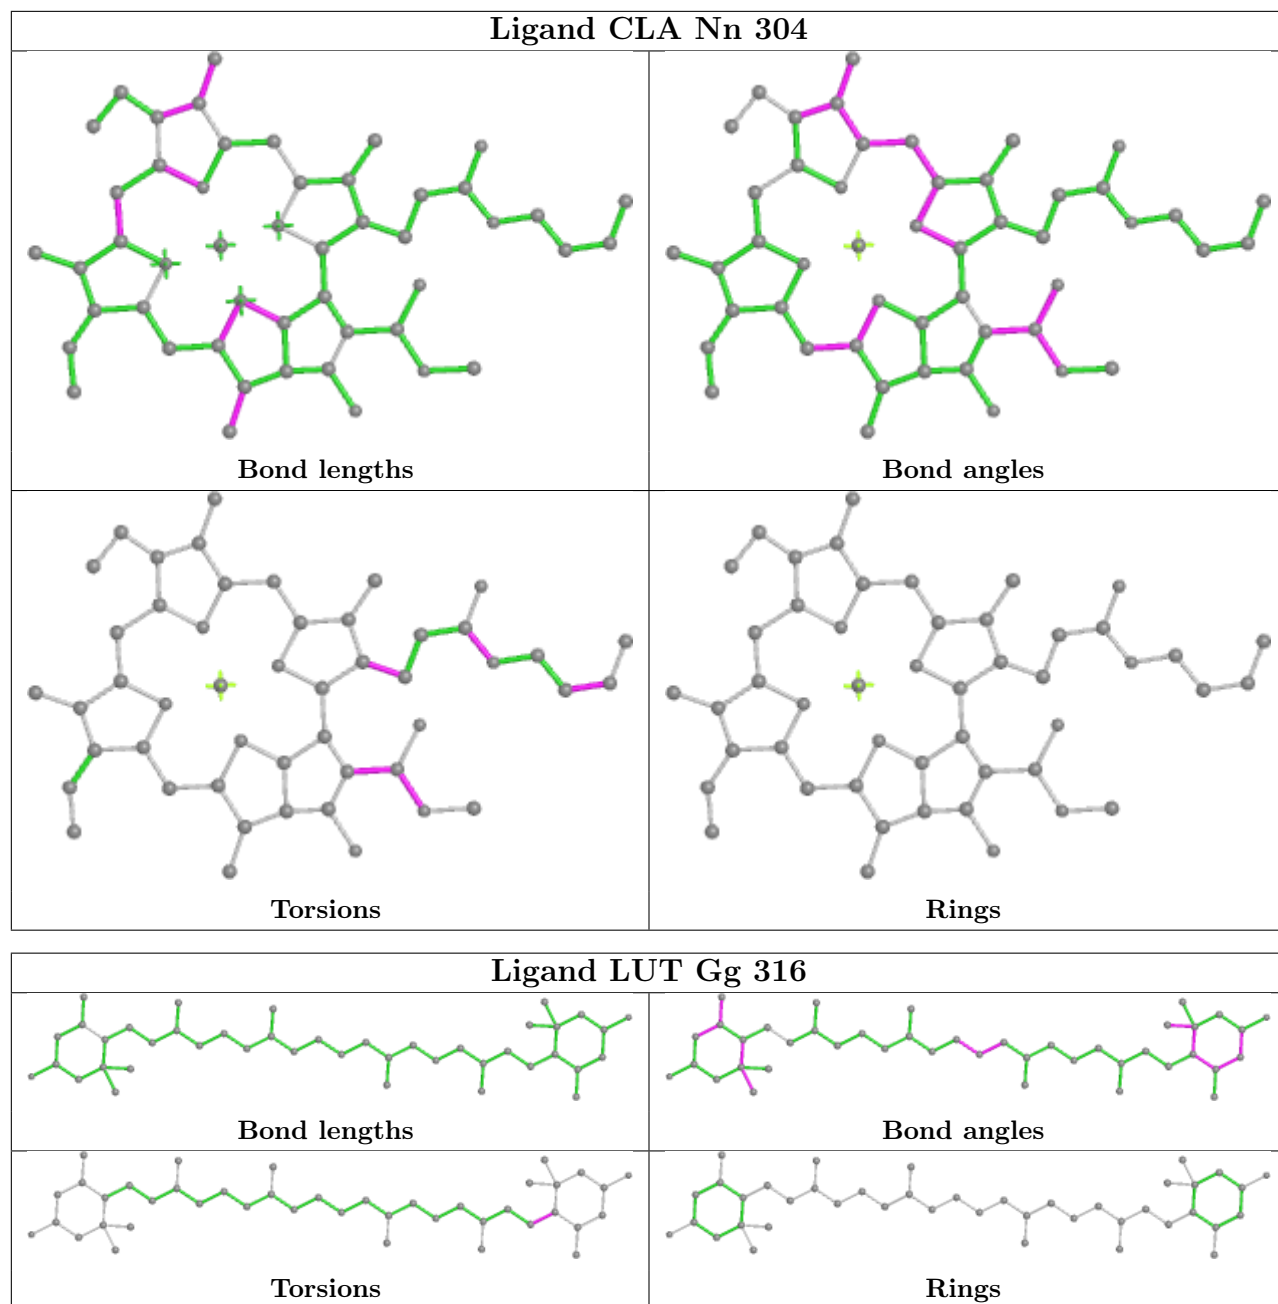 Ligand CLA Nn 304
Bond lengths
Bond angles
Torsions
Rings
Ligand LUT Gg 316
Bond lengths
Bond angles
Torsions
Rings